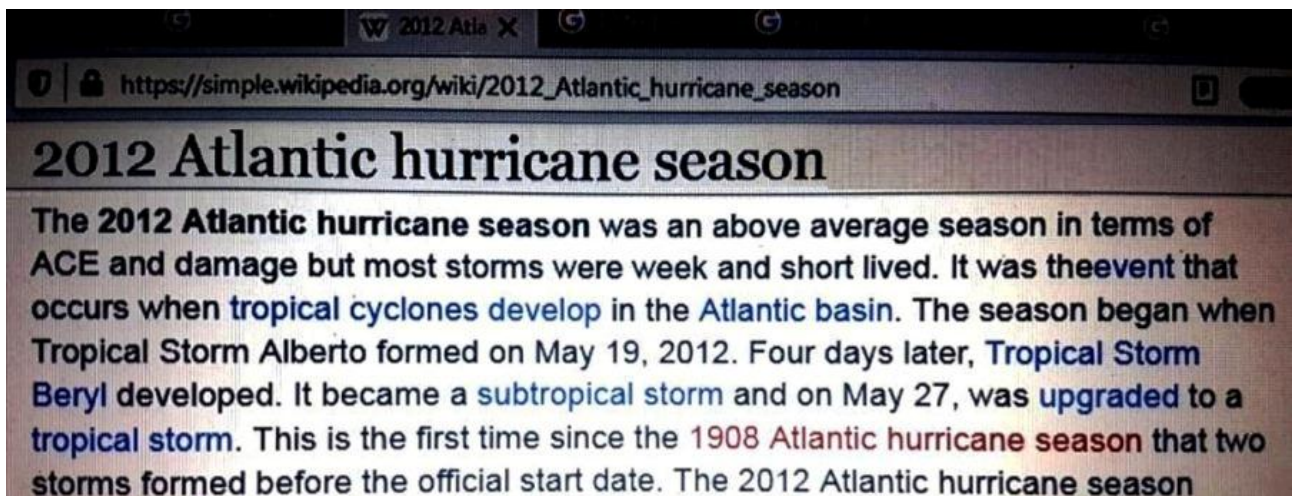 2012 Atla
https://simple.wikipedia.org/wiki/2012_Atlantic_hurricane_season
2012 Atlantic hurricane season
The 2012 Atlantic hurricane season was an above average season in terms of
ACE and damage but most storms were week and short lived. It was theevent that
occurs when tropical cyclones develop in the Atlantic basin. The season began when
Tropical Storm Alberto formed on May 19, 2012. Four days later, Tropical Storm
Beryl developed. It became a subtropical storm and on May 27, was upgraded to a
tropical storm. This is the first time since the 1908 Atlantic hurricane season that two
storms formed before the official start date. The 2012 Atlantic hurricane season